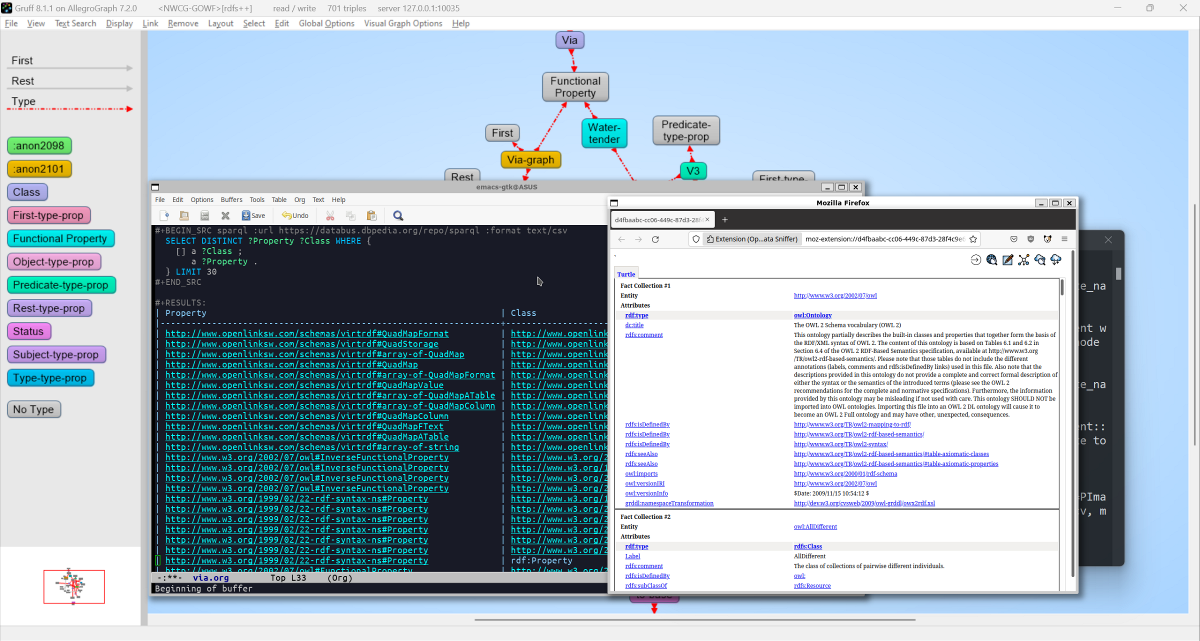 Gruff 8.1.1 on AllegroGraph 7.2.0 <NWCG-GOWF>[rdfs++] read / write 701 triples server 127.0.0.1:10035
File View Text Search Display Link Remove Layout Select Edit Global Options Visual Graph Options Help
First
Rest
Type
:anon2098
:anon2101
Class
First-type-prop
Functional Property
Object-type-prop
Predicate-type-prop
Rest-type-prop
Status
Subject-type-prop
Type-type-prop
No Type
Via
Functional
Property
First
Water-
tender
Predicate-
type-prop
Via-graph
V3
Rest
First-type-
emacs-gtk@ASUS
File Edit Options Buffers Tools Table Org Text Help
Save Undo
#+BEGIN_SRC sparql :url https://databus.dbpedia.org/repo/sparql :format text/csv
SELECT DISTINCT ?Property ?Class WHERE {
[] a ?Class ;
a ?Property .
} LIMIT 30
#+END_SRC
#+RESULTS:
| Property | Class
| http://www.openlinksw.com/schemas/virtrdf#QuadMapFormat | http://www.openlink
| http://www.openlinksw.com/schemas/virtrdf#QuadStorage | http://www.openlink
| http://www.openlinksw.com/schemas/virtrdf#array-of-QuadMap | http://www.openlink
| http://www.openlinksw.com/schemas/virtrdf#QuadMap | http://www.openlink
| http://www.openlinksw.com/schemas/virtrdf#array-of-QuadMapFormat | http://www.openlink
| http://www.openlinksw.com/schemas/virtrdf#QuadMapValue | http://www.openlink
| http://www.openlinksw.com/schemas/virtrdf#array-of-QuadMapATable | http://www.openlink
| http://www.openlinksw.com/schemas/virtrdf#array-of-QuadMapColumn | http://www.openlink
| http://www.openlinksw.com/schemas/virtrdf#QuadMapColumn | http://www.openlink
| http://www.openlinksw.com/schemas/virtrdf#QuadMapFText | http://www.openlink
| http://www.openlinksw.com/schemas/virtrdf#QuadMapATable | http://www.openlink
| http://www.openlinksw.com/schemas/virtrdf#array-of-string | http://www.openlink
| http://www.w3.org/2002/07/owl#InverseFunctionalProperty | http://www.w3.org/1
| http://www.w3.org/2002/07/owl#InverseFunctionalProperty | http://www.w3.org/2
| http://www.w3.org/2002/07/owl#InverseFunctionalProperty | http://www.w3.org/2
| http://www.w3.org/1999/02/22-rdf-syntax-ns#Property | http://www.w3.org/
| http://www.w3.org/1999/02/22-rdf-syntax-ns#Property | http://www.w3.org/2
| http://www.w3.org/1999/02/22-rdf-syntax-ns#Property | http://www.w3.org/2
| http://www.w3.org/1999/02/22-rdf-syntax-ns#Property | http://www.w3.org/2
| http://www.w3.org/1999/02/22-rdf-syntax-ns#Property | http://www.w3.org/2
| http://www.w3.org/1999/02/22-rdf-syntax-ns#Property | http://www.w3.org/2
| http://www.w3.org/1999/02/22-rdf-syntax-ns#Property | rdf:Property
| http://www.w3.org/2002/07/owl#FunctionalProperty | http://www.w3.org/
-:**- via.org Top L33 (Org)
Beginning of buffer
Mozilla Firefox
d4fbaabc-cc06-449c-87d3-28f
Extension (Op...ata Sniffer) moz-extension://d4fbaabc-cc06-449c-87d3-28f4c9e
Turtle
Fact Collection #1
Entity http://www.w3.org/2002/07/owl
Attributes
rdf:type owl:Ontology
dc:title The OWL 2 Schema vocabulary (OWL 2)
rdfs:comment This ontology partially describes the built-in classes and properties that together form the basis of
the RDF/XML syntax of OWL 2. The content of this ontology is based on Tables 6.1 and 6.2 in
Section 6.4 of the OWL 2 RDF-Based Semantics specification, available at http://www.w3.org
/TR/owl2-rdf-based-semantics/. Please note that those tables do not include the different
annotations (labels, comments and rdfs:isDefinedBy links) used in this file. Also note that the
descriptions provided in this ontology do not provide a complete and correct formal description of
either the syntax or the semantics of the introduced terms (please see the OWL 2
recommendations for the complete and normative specifications). Furthermore, the information
provided by this ontology may be misleading if not used with care. This ontology SHOULD NOT be
imported into OWL ontologies. Importing this file into an OWL 2 DL ontology will cause it to
become an OWL 2 Full ontology and may have other, unexpected, consequences.
rdfs:isDefinedBy http://www.w3.org/TR/owl2-mapping-to-rdf/
rdfs:isDefinedBy http://www.w3.org/TR/owl2-rdf-based-semantics/
rdfs:isDefinedBy http://www.w3.org/TR/owl2-syntax/
rdfs:seeAlso http://www.w3.org/TR/owl2-rdf-based-semantics/#table-axiomatic-classes
rdfs:seeAlso http://www.w3.org/TR/owl2-rdf-based-semantics/#table-axiomatic-properties
owl:imports http://www.w3.org/2000/01/rdf-schema
owl:versionIRI http://www.w3.org/2002/07/owl
owl:versionInfo $Date: 2009/11/15 10:54:12 $
grddl:namespaceTransformation http://dev.w3.org/cvsweb/2009/owl-grddl/owx2rdf.xsl
Fact Collection #2
Entity owl:AllDifferent
Attributes
rdf:type rdfs:Class
Label AllDifferent
rdfs:comment The class of collections of pairwise different individuals.
rdfs:isDefinedBy owl:
rdfs:subClassOf rdfs:Resource
e_na
ent w
ode
e_na
ent::
e to
PIma
v, m